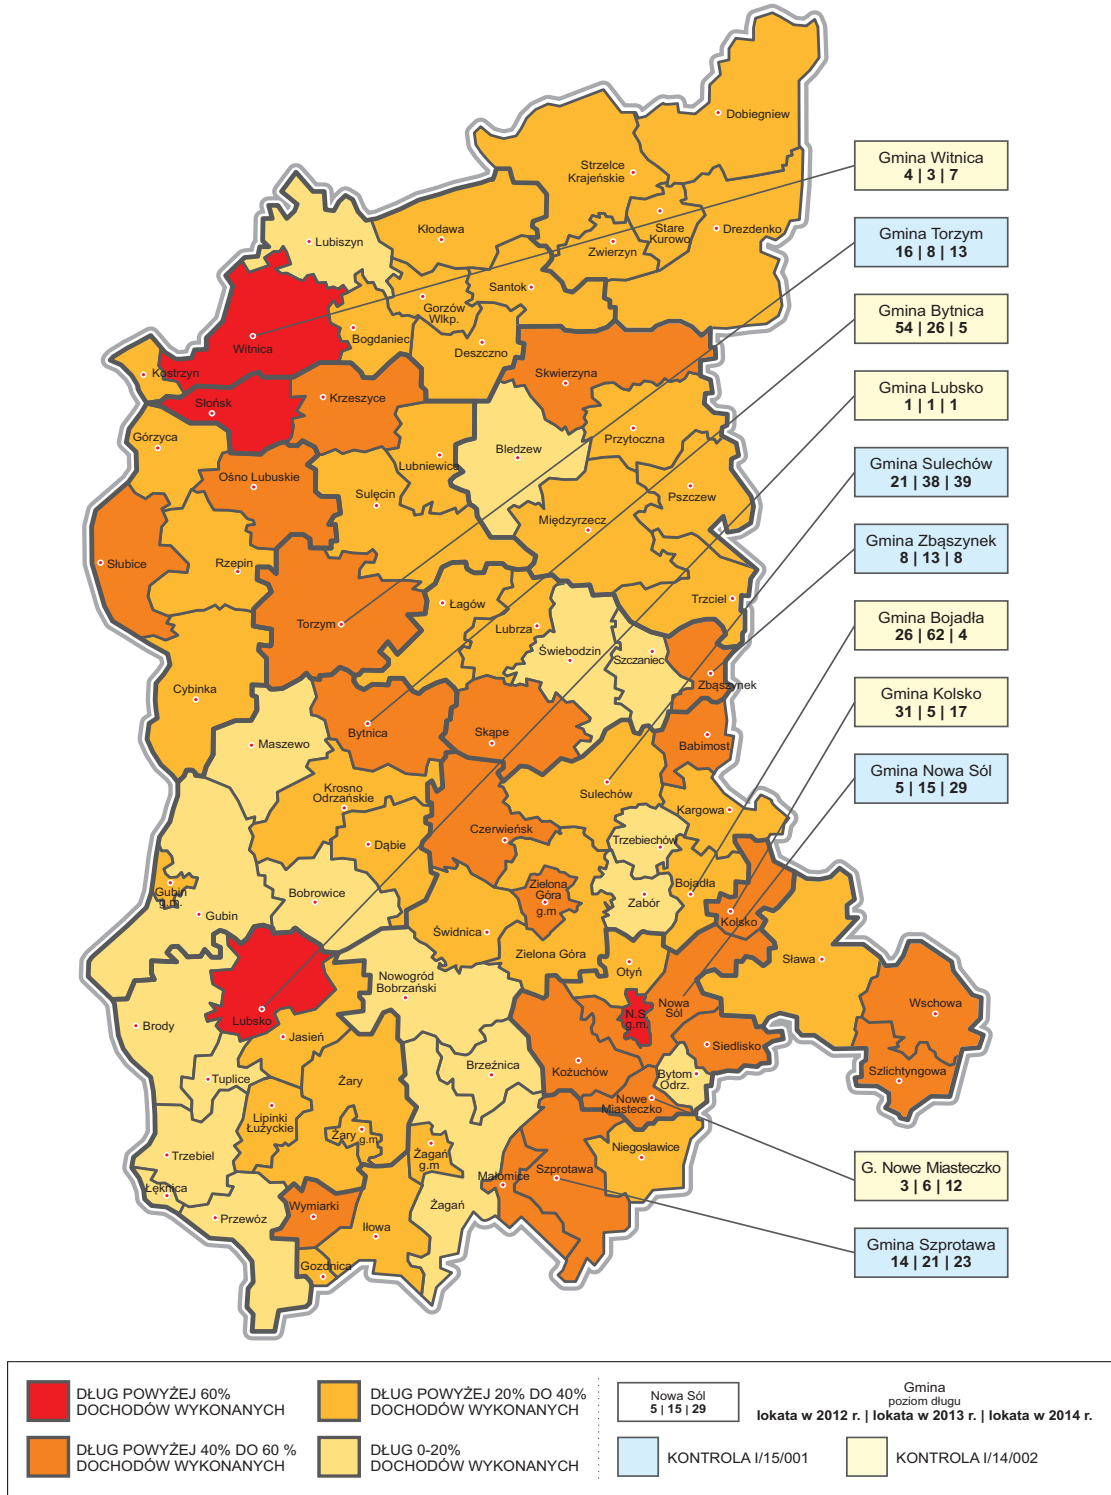 Dobiegniew
Strzelce
Krajeńskie
Stare
Kurowo
Drezdenko
Zwierzyn
Kłodawa
Lubiszyn
Santok
Gorzów
Wlkp.
Bogdaniec
Deszczno
Witnica
Kostrzyn
Skwierzyna
Krzeszyce
Słońsk
Górzyca
Przytoczna
Bledzew
Lubniewice
Ośno Lubuskie
Sulęcin
Pszczew
Międzyrzecz
Słubice
Rzepin
Trzciel
Łagów
Torzym
Lubrza
Świebodzin
Szczaniec
Zbąszynek
Cybinka
Bytnica
Skąpe
Babimost
Maszewo
Krosno
Odrzańskie
Sulechów
Kargowa
Czerwieńsk
Dąbie
Trzebiechów
Gubin
g.m.
Bobrowice
Zielona
Góra
g.m
Zabór
Bojadła
Kolsko
Gubin
Świdnica
Zielona Góra
Otyń
Sława
Nowogród
Bobrzański
Wschowa
Lubsko
Brody
Jasień
N.S.
g.m.
Nowa
Sól
Siedlisko
Szlichtyngowa
Tuplice
Żary
Brzeźnica
Kożuchów
Bytom
Odrz.
Nowe
Miasteczko
Lipinki
Łużyckie
Żary
g.m
Żagań
g.m
Niegosławice
Trzebiel
Szprotawa
Małomice
Łęknica
Przewóz
Wymiarki
Żagań
Iłowa
Gozdnica
Gmina Witnica
4 | 3 | 7
Gmina Torzym
16 | 8 | 13
Gmina Bytnica
54 | 26 | 5
Gmina Lubsko
1 | 1 | 1
Gmina Sulechów
21 | 38 | 39
Gmina Zbąszynek
8 | 13 | 8
Gmina Bojadła
26 | 62 | 4
Gmina Kolsko
31 | 5 | 17
Gmina Nowa Sól
5 | 15 | 29
G. Nowe Miasteczko
3 | 6 | 12
Gmina Szprotawa
14 | 21 | 23
DŁUG POWYŻEJ 60%
DOCHODÓW WYKONANYCH
DŁUG POWYŻEJ 40% DO 60 %
DOCHODÓW WYKONANYCH
DŁUG POWYŻEJ 20% DO 40%
DOCHODÓW WYKONANYCH
DŁUG 0-20%
DOCHODÓW WYKONANYCH
Nowa Sól
5 | 15 | 29
Gmina
poziom długu
lokata w 2012 r. | lokata w 2013 r. | lokata w 2014 r.
KONTROLA I/15/001
KONTROLA I/14/002